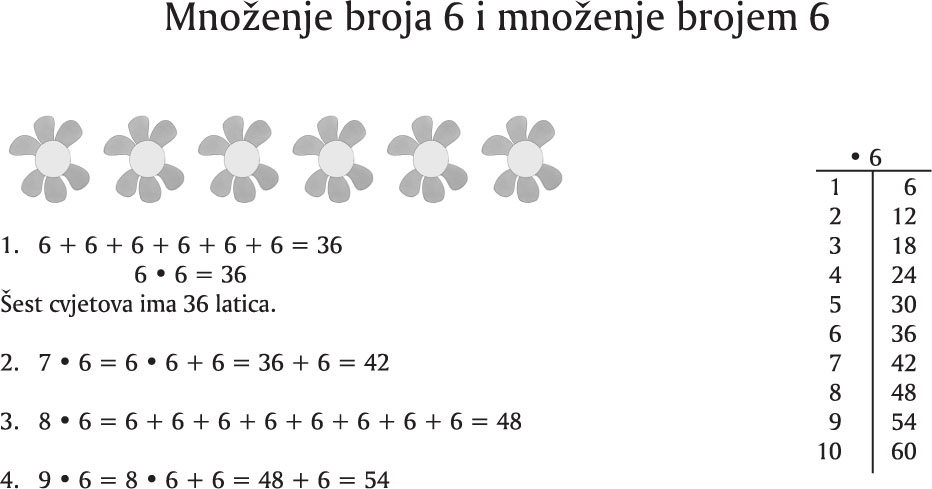 Množenje broja 6 i množenje brojem 6
1. 6 + 6 + 6 + 6 + 6 + 6 = 36
6 • 6 = 36
Šest cvjetova ima 36 latica.
2. 7 • 6 = 6 • 6 + 6 = 36 + 6 = 42
3. 8 • 6 = 6 + 6 + 6 + 6 + 6 + 6 + 6 + 6 = 48
4. 9 • 6 = 8 • 6 + 6 = 48 + 6 = 54
• 6
1 6
2 12
3 18
4 24
5 30
6 36
7 42
8 48
9 54
10 60